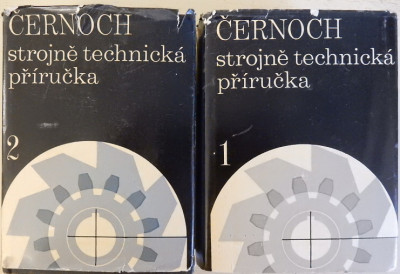 ČERNOCH
strojně technická
příručka
2
ČERNOCH
strojně technická
příručka
1